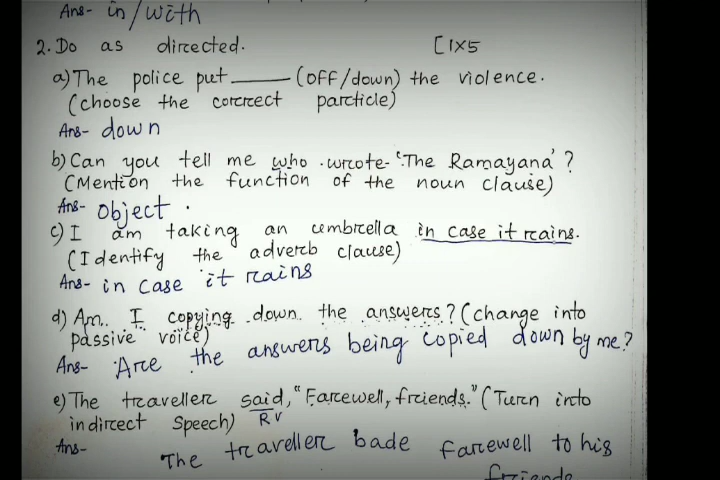 Ans- in/with
2. Do as directed. [1×5
a) The police put ______ (off/down) the violence.
(choose the correct particle)
Ans- down
b) Can you tell me who wrote 'The Ramayana'?
(Mention the function of the noun clause)
Ans- object.
c) I am taking an umbrella in case it rains.
(Identify the adverb clause)
Ans- in case it rains
d) Am I copying down the answers? (change into
passive voice)
Ans- Are the answers being copied down by me?
e) The traveller said, "Farewell, friends." (Turn into
indirect speech) RV
Ans- The traveller bade farewell to his
friends